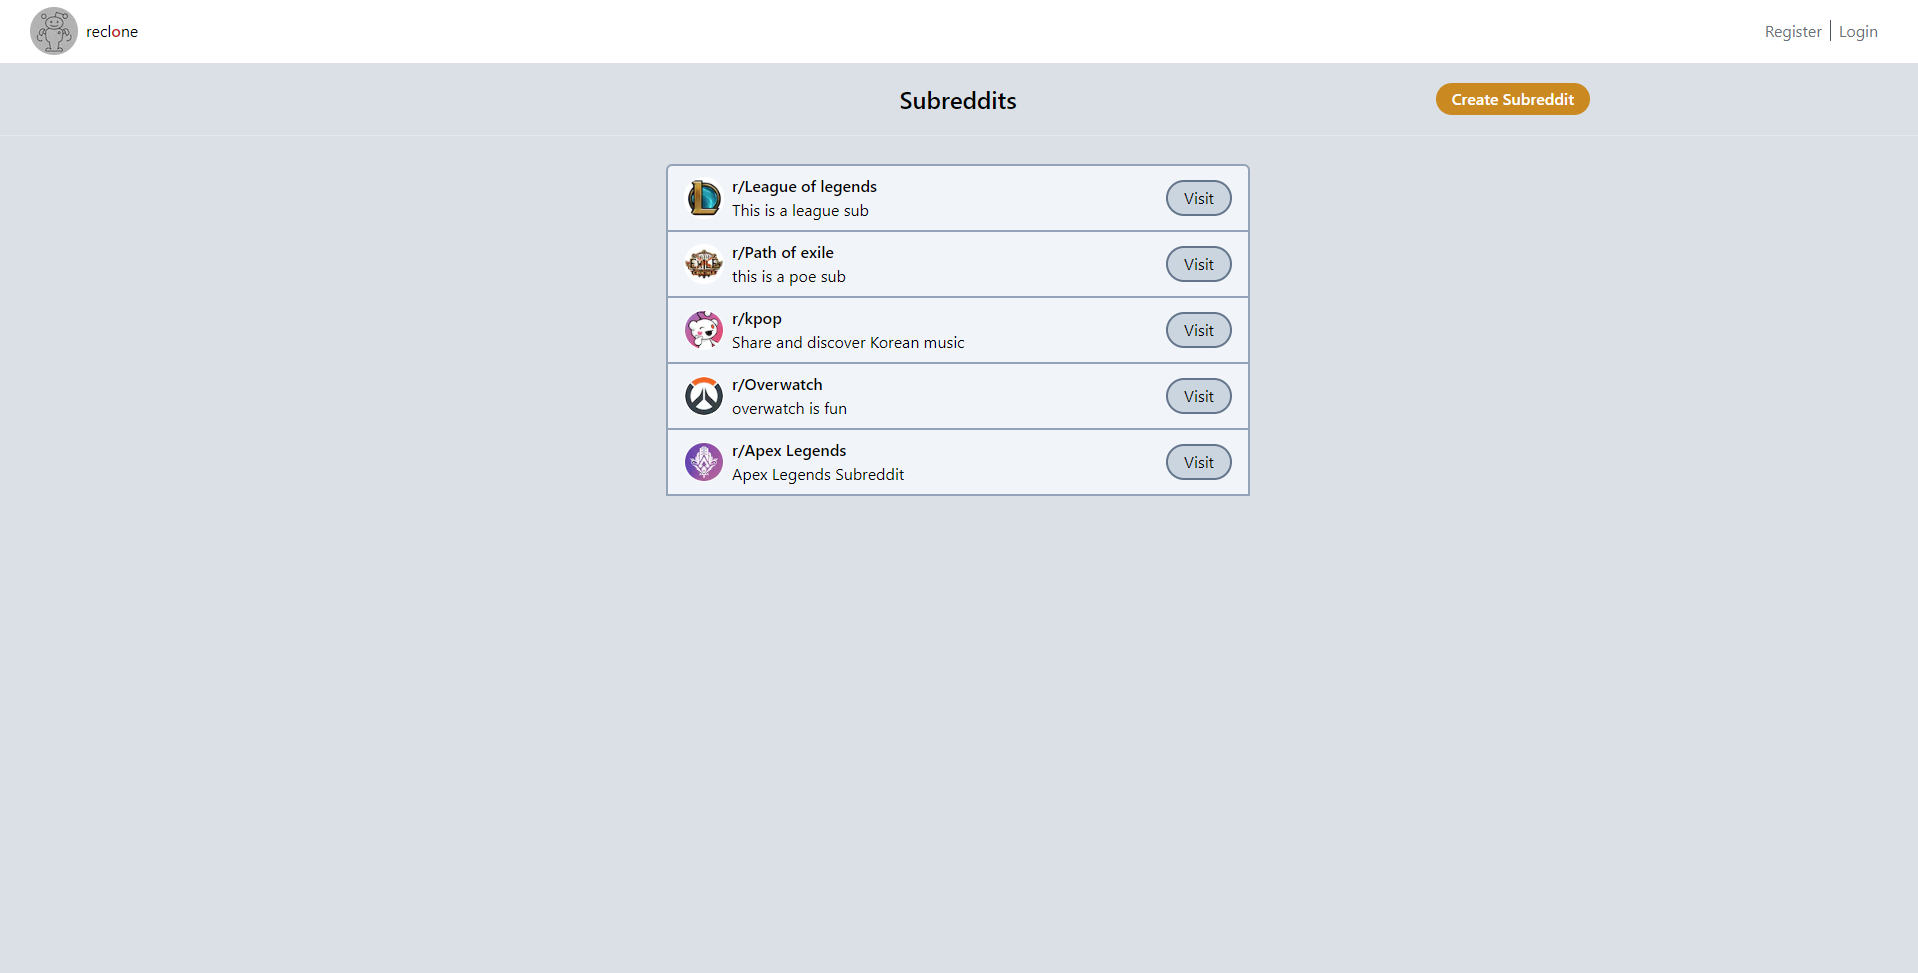 reclone
Register
Login
Subreddits
Create Subreddit
r/League of legends
This is a league sub
Visit
r/Path of exile
this is a poe sub
Visit
r/kpop
Share and discover Korean music
Visit
r/Overwatch
overwatch is fun
Visit
r/Apex Legends
Apex Legends Subreddit
Visit
EXILE